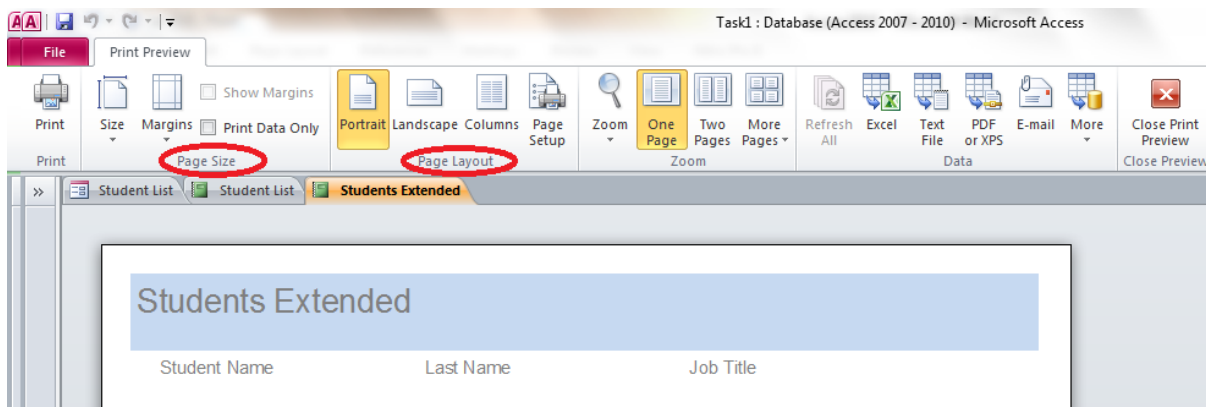 Task1 : Database (Access 2007 - 2010) - Microsoft Access
File Print Preview
Show Margins
Print Data Only
Print Size Margins Portrait Landscape Columns Page Setup Zoom One Page Two Pages More Pages Refresh All Excel Text File PDF or XPS E-mail More Close Print Preview
Print Page Size Page Layout Zoom Data Close Preview
Student List Student List Students Extended
Students Extended
Student Name Last Name Job Title